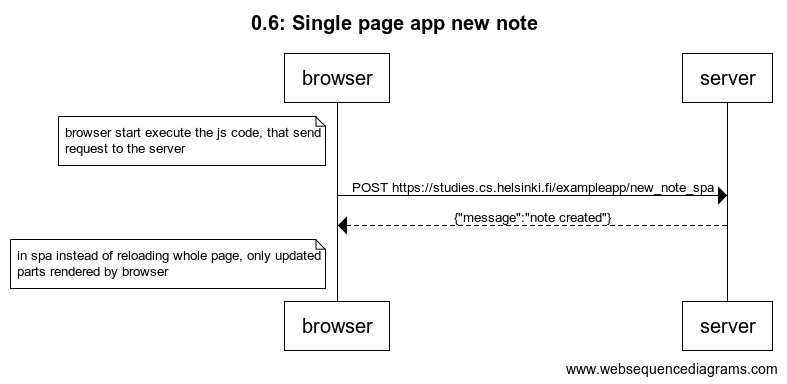 0.6: Single page app new note
browser
server
browser start execute the js code, that send
request to the server
POST https://studies.cs.helsinki.fi/exampleapp/new_note_spa
{"message":"note created"}
in spa instead of reloading whole page, only updated
parts rendered by browser
browser
server
www.websequencediagrams.com